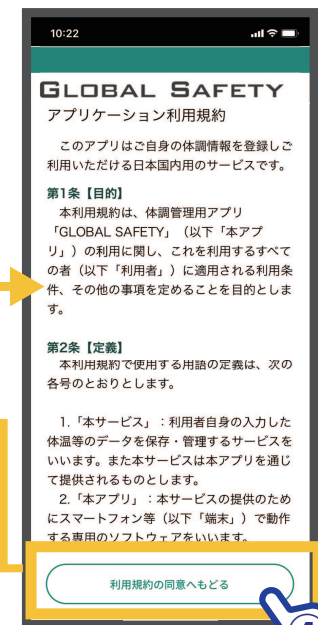 10:22
GLOBAL SAFETY
アプリケーション利用規約
このアプリはご自身の体調情報を登録しご
利用いただける日本国内用のサービスです。
第1条【目的】
本利用規約は、体調管理用アプリ
「GLOBAL SAFETY」（以下「本アプ
リ」）の利用に関し、これを利用するすべて
の者（以下「利用者」）に適用される利用条
件、その他の事項を定めることを目的としま
す。
第2条【定義】
本利用規約で使用する用語の定義は、次の
各号のとおりとします。
1.「本サービス」：利用者自身の入力した
体温等のデータを保存・管理するサービスを
いいます。また本サービスは本アプリを通じ
て提供されるものとします。
2.「本アプリ」：本サービスの提供のため
にスマートフォン等（以下「端末」）で動作
する専用のソフトウェアをいいます。
利用規約の同意へもどる